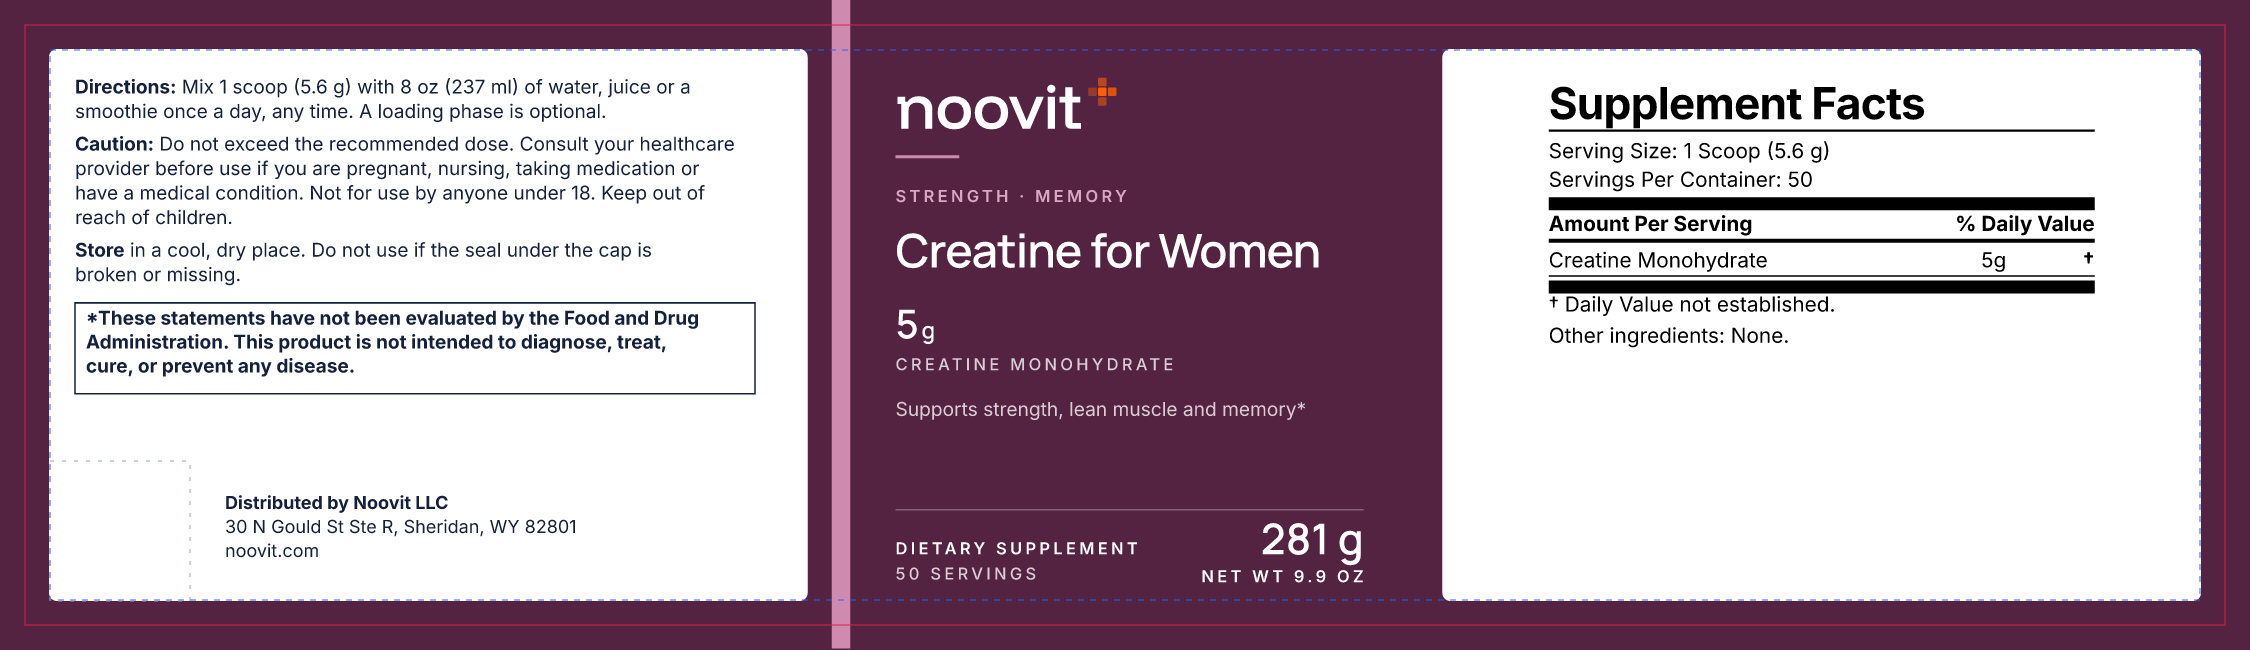 Directions: Mix 1 scoop (5.6 g) with 8 oz (237 ml) of water, juice or a
smoothie once a day, any time. A loading phase is optional.
Caution: Do not exceed the recommended dose. Consult your healthcare
provider before use if you are pregnant, nursing, taking medication or
have a medical condition. Not for use by anyone under 18. Keep out of
reach of children.
Store in a cool, dry place. Do not use if the seal under the cap is
broken or missing.
*These statements have not been evaluated by the Food and Drug
Administration. This product is not intended to diagnose, treat,
cure, or prevent any disease.
Distributed by Noovit LLC
30 N Gould St Ste R, Sheridan, WY 82801
noovit.com
noovit
STRENGTH · MEMORY
Creatine for Women
5 g
CREATINE MONOHYDRATE
Supports strength, lean muscle and memory*
DIETARY SUPPLEMENT
50 SERVINGS
281 g
NET WT 9.9 OZ
Supplement Facts
Serving Size: 1 Scoop (5.6 g)
Servings Per Container: 50
Amount Per Serving % Daily Value
Creatine Monohydrate 5g †
† Daily Value not established.
Other ingredients: None.